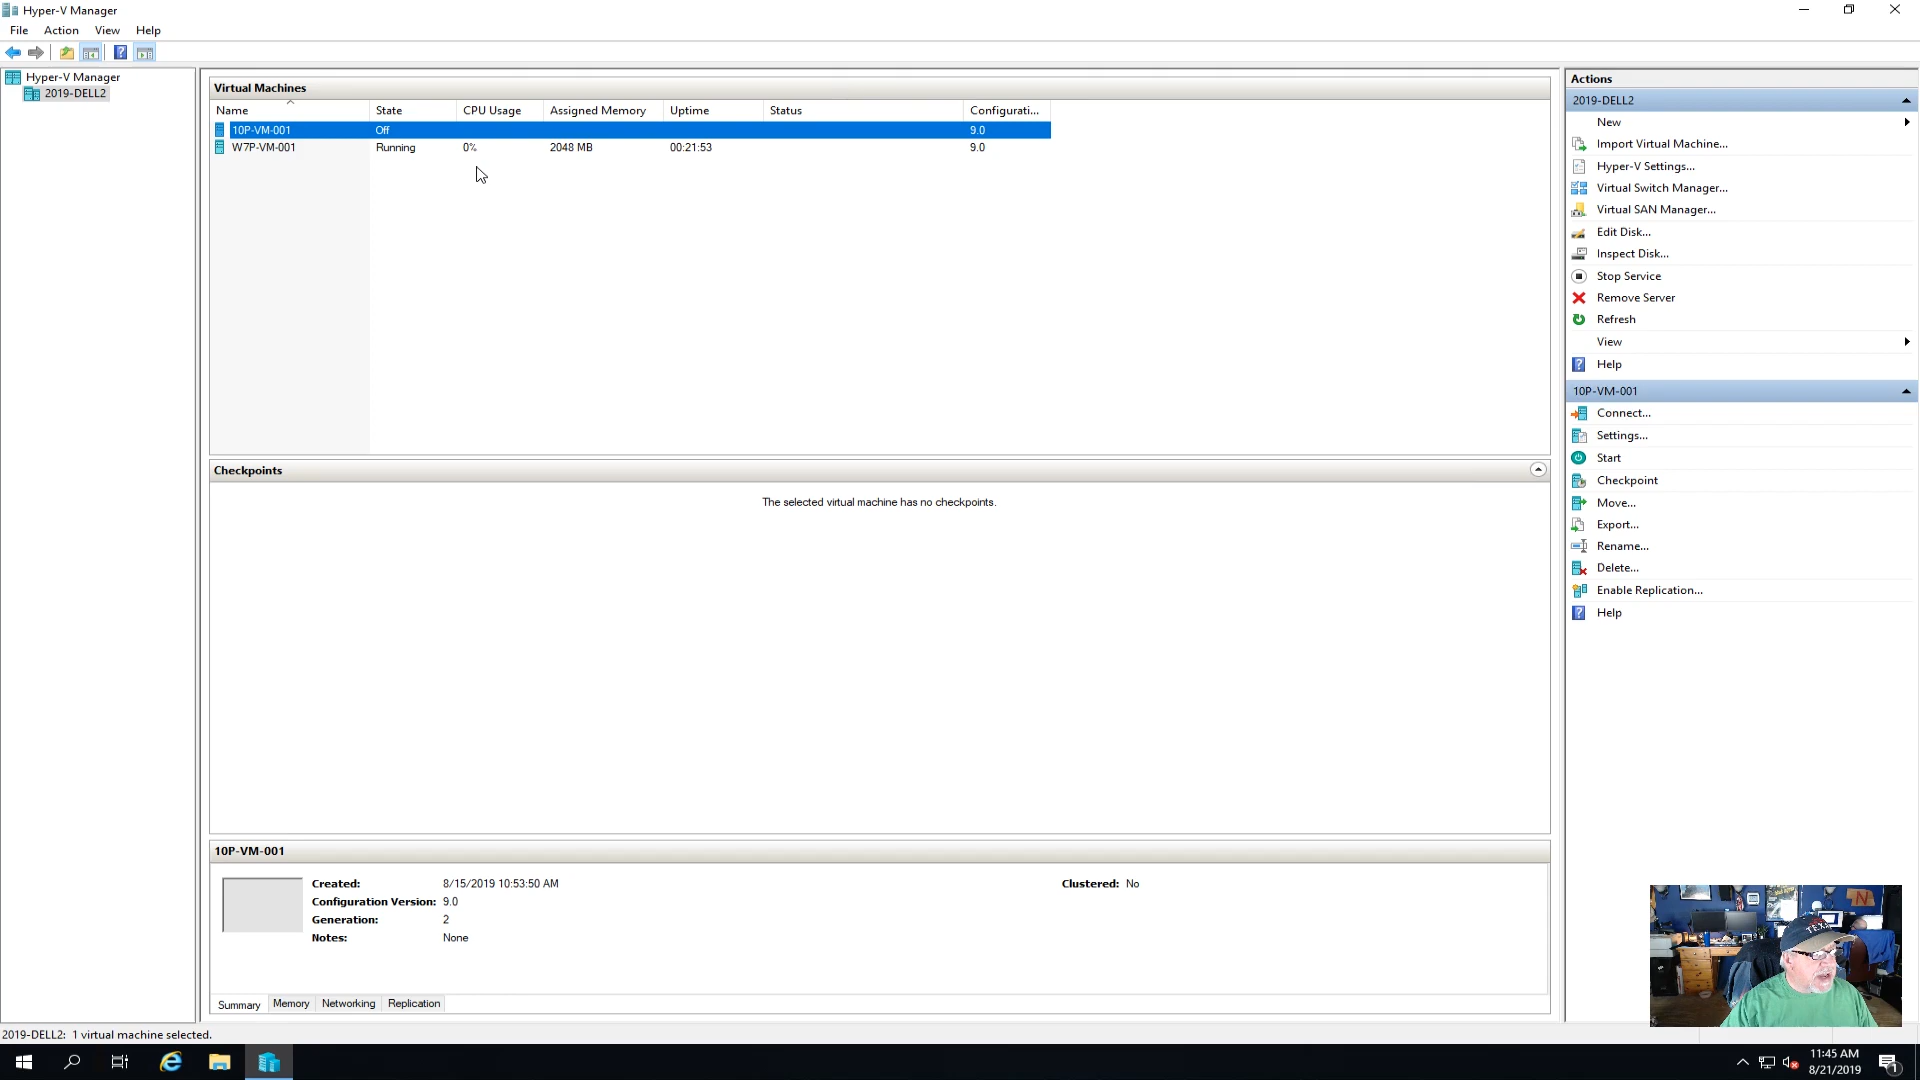 Hyper-V Manager
File Action View Help
Hyper-V Manager
2019-DELL2
Virtual Machines
Name State CPU Usage Assigned Memory Uptime Status Configurati...
10P-VM-001 Off 9.0
W7P-VM-001 Running 0% 2048 MB 00:21:53 9.0
Checkpoints
The selected virtual machine has no checkpoints.
10P-VM-001
Created: 8/15/2019 10:53:50 AM Clustered: No
Configuration Version: 9.0
Generation: 2
Notes: None
Summary Memory Networking Replication
Actions
2019-DELL2
New
Import Virtual Machine...
Hyper-V Settings...
Virtual Switch Manager...
Virtual SAN Manager...
Edit Disk...
Inspect Disk...
Stop Service
Remove Server
Refresh
View
Help
10P-VM-001
Connect...
Settings...
Start
Checkpoint
Move...
Export...
Rename...
Delete...
Enable Replication...
Help
N
2019-DELL2: 1 virtual machine selected.
11:45 AM
8/21/2019
1